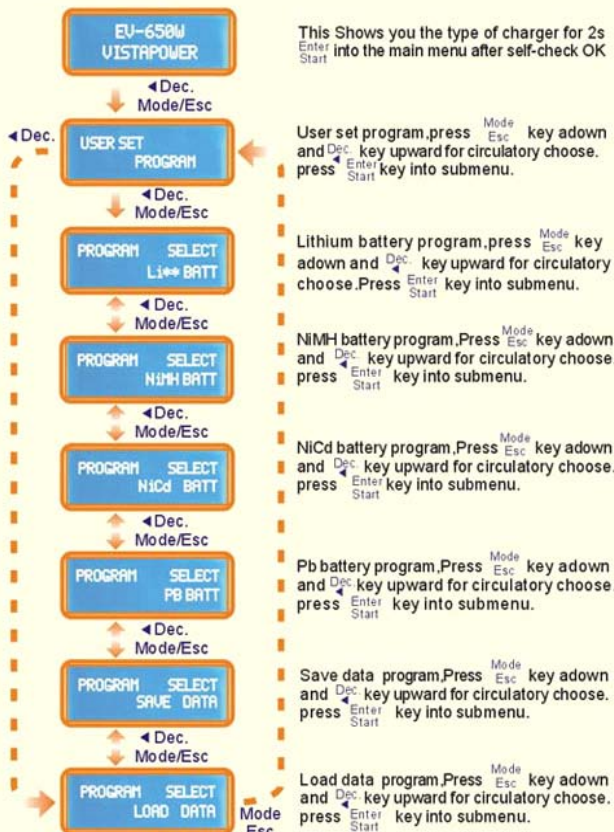 EV-650W
VISTAPOWER
This Shows you the type of charger for 2s
Enter
Start into the main menu after self-check OK
◄Dec.
Mode/Esc
◄Dec.
USER SET
PROGRAM
User set program,press Mode
Esc key adown
and Dec.
◄ key upward for circulatory choose.
press Enter
Start key into submenu.
◄Dec.
Mode/Esc
PROGRAM SELECT
Li** BATT
Lithium battery program,press Mode
Esc key
adown and Dec.
◄ key upward for circulatory
choose.Press Enter
Start key into submenu.
◄Dec.
Mode/Esc
PROGRAM SELECT
NiMH BATT
NiMH battery program,Press Mode
Esc key adown
and Dec.
◄ key upward for circulatory choose.
press Enter
Start key into submenu.
◄Dec.
Mode/Esc
PROGRAM SELECT
NiCd BATT
NiCd battery program,Press Mode
Esc key adown
and Dec.
◄ key upward for circulatory choose.
press Enter
Start key into submenu.
◄Dec.
Mode/Esc
PROGRAM SELECT
PB BATT
Pb battery program,Press Mode
Esc key adown
and Dec.
◄ key upward for circulatory choose.
press Enter
Start key into submenu.
◄Dec.
Mode/Esc
PROGRAM SELECT
SAVE DATA
Save data program,Press Mode
Esc key adown
and Dec.
◄ key upward for circulatory choose.
press Enter
Start key into submenu.
◄Dec.
Mode/Esc
PROGRAM SELECT
LOAD DATA
Mode
Esc
Load data program,Press Mode
Esc key adown
and Dec.
◄ key upward for circulatory choose.
press Enter
Start key into submenu.